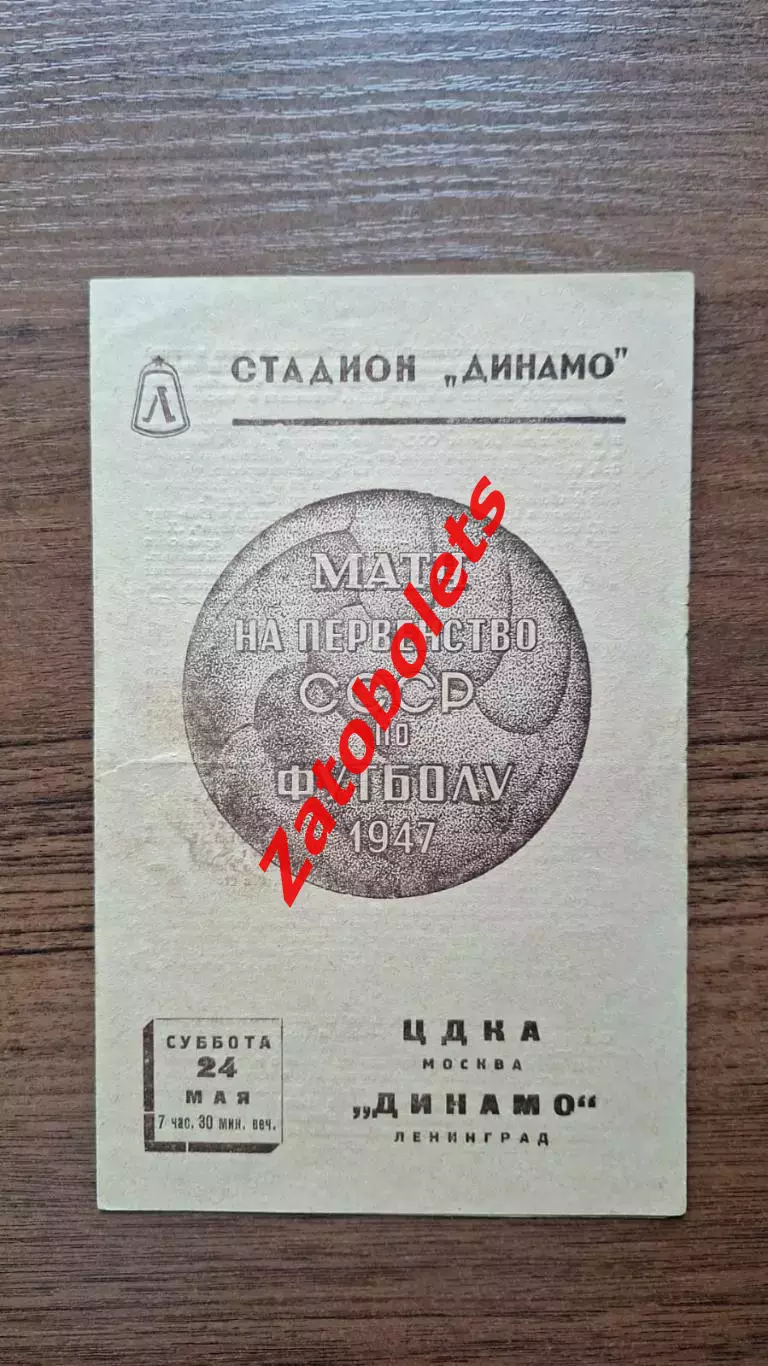 Л
СТАДИОН „ДИНАМО"
МАТЧ
НА ПЕРВЕНСТВО
СССР
ПО
ФУТБОЛУ
1947
Zatobolets
СУББОТА
24
МАЯ
7 час. 30 мин. веч.
ЦДКА
МОСКВА
„ДИНАМО“
ЛЕНИНГРАД